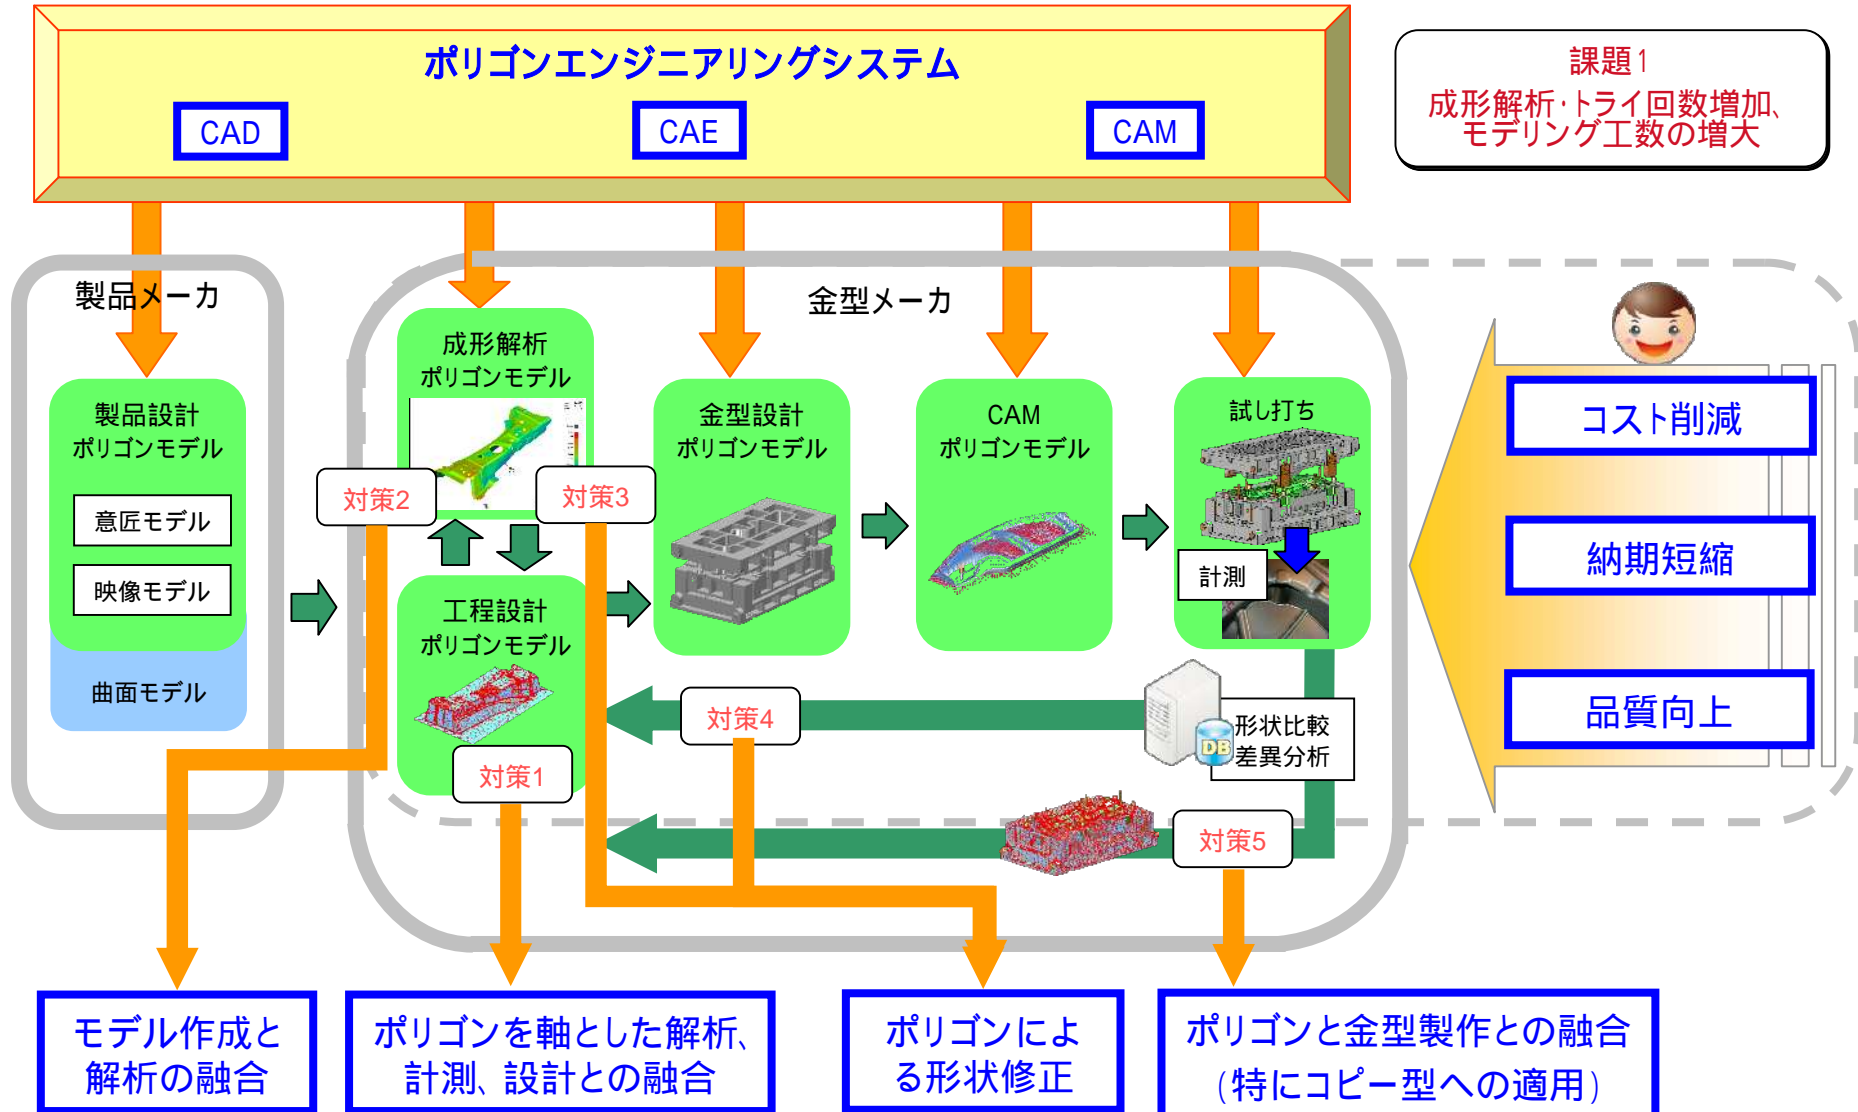 ポリゴンエンジニアリングシステム
CAD
CAE
CAM
課題1
成形解析・トライ回数増加、
モデリング工数の増大
製品メーカ
金型メーカ
製品設計
ポリゴンモデル
意匠モデル
映像モデル
曲面モデル
成形解析
ポリゴンモデル
対策2
対策3
工程設計
ポリゴンモデル
対策1
金型設計
ポリゴンモデル
CAM
ポリゴンモデル
試し打ち
計測
対策4
DB
形状比較
差異分析
対策5
コスト削減
納期短縮
品質向上
モデル作成と
解析の融合
ポリゴンを軸とした解析、
計測、設計との融合
ポリゴンによ
る形状修正
ポリゴンと金型製作との融合
(特にコピー型への適用)